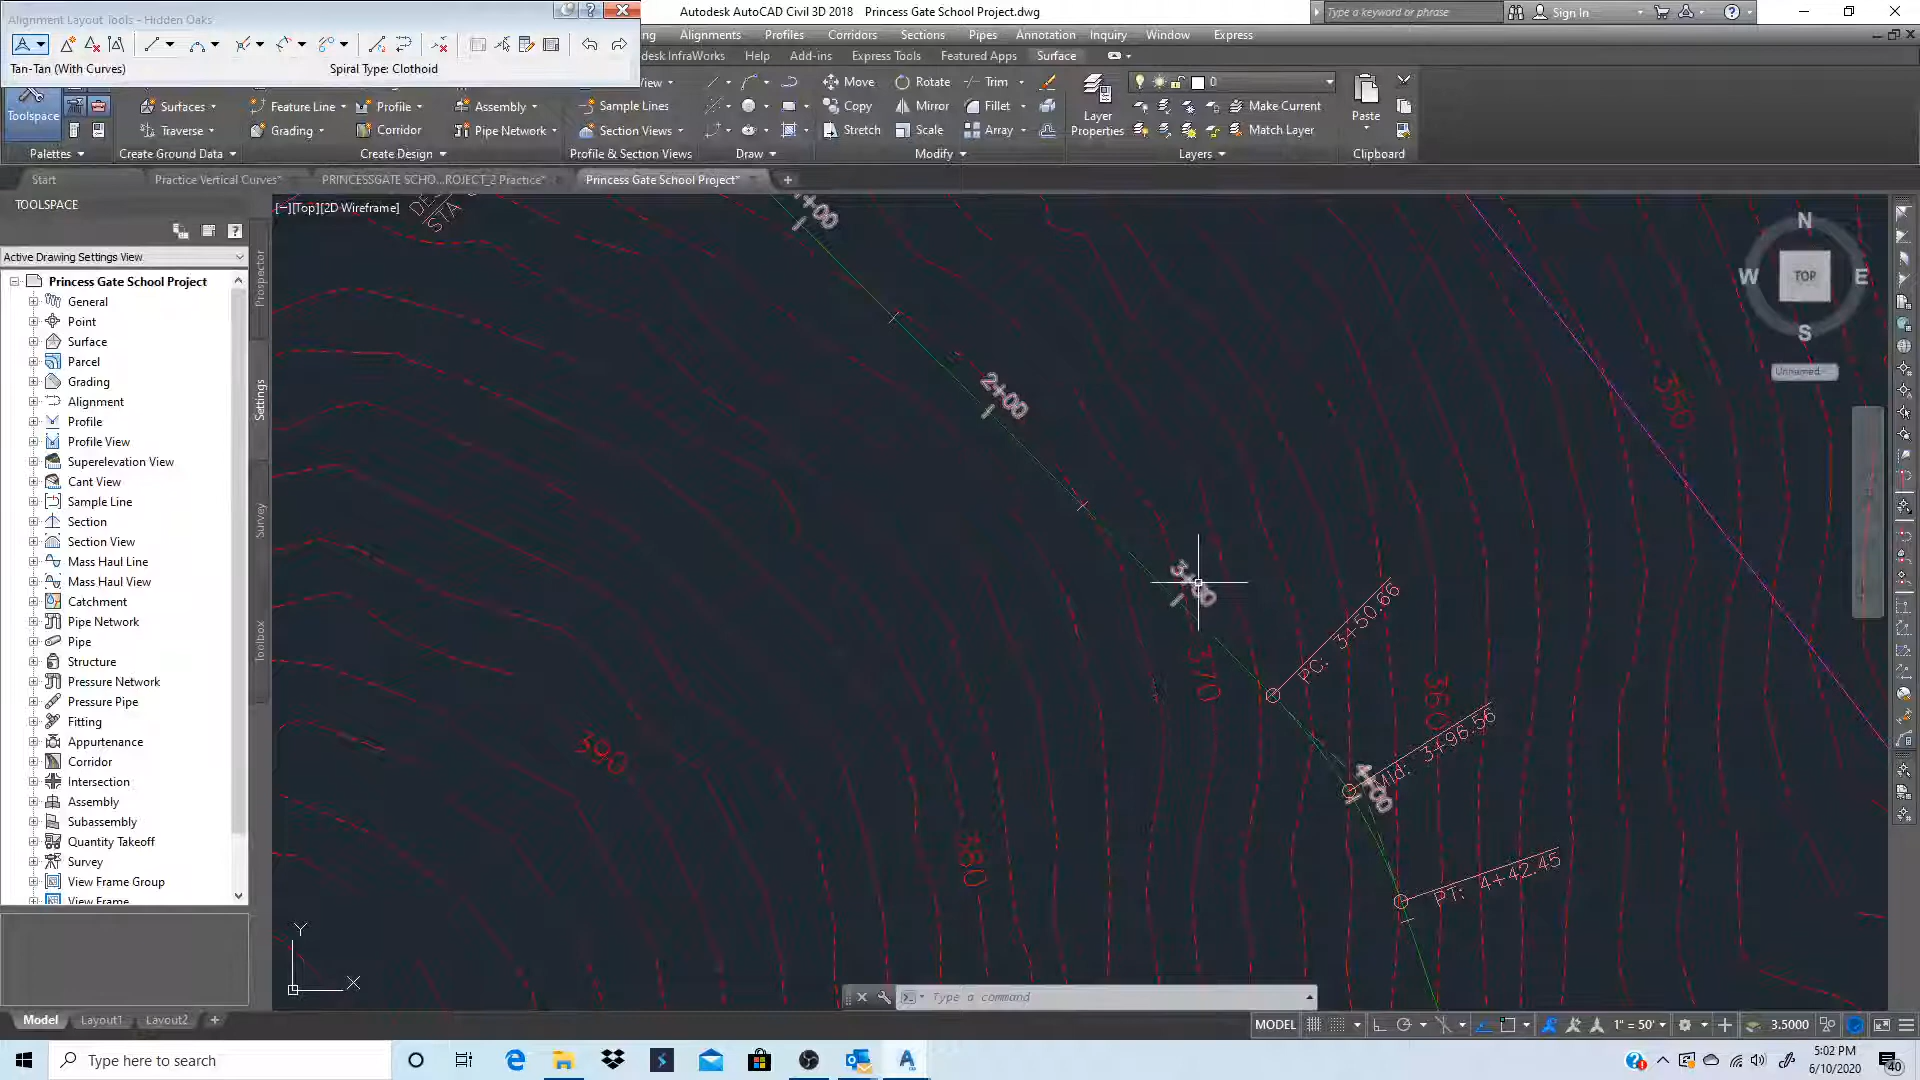 Alignment Layout Tools - Hidden Oaks
Autodesk AutoCAD Civil 3D 2018 Princess Gate School Project.dwg
Type a keyword or phrase
Sign In
Alignments Profiles Corridors Sections Pipes Annotation Inquiry Window Express
Tan-Tan (With Curves)
Spiral Type: Clothoid
Help Add-ins Express Tools Featured Apps Surface
Toolspace
Surfaces
Feature Line
Profile
Assembly
Sample Lines
Traverse
Grading
Corridor
Pipe Network
Section Views
Move
Rotate
Trim
Copy
Mirror
Fillet
Stretch
Scale
Array
Layer
Properties
0
Make Current
Match Layer
Paste
Palettes
Create Ground Data
Create Design
Profile & Section Views
Draw
Modify
Layers
Clipboard
Start
Practice Vertical Curves*
PRINCESSGATE SCHO...ROJECT_2 Practice*
Princess Gate School Project*
TOOLSPACE
Active Drawing Settings View
Princess Gate School Project
General
Point
Surface
Parcel
Grading
Alignment
Profile
Profile View
Superelevation View
Cant View
Sample Line
Section
Section View
Mass Haul Line
Mass Haul View
Catchment
Pipe Network
Pipe
Structure
Pressure Network
Pressure Pipe
Fitting
Appurtenance
Corridor
Intersection
Assembly
Subassembly
Quantity Takeoff
Survey
View Frame Group
View Frame
Prospector
Settings
Survey
Toolbox
[−][Top][2D Wireframe]
STA
2+00
3+00
4+00
PC: 3+50.66
Mid: 3+96.56
PT: 4+42.45
350
360
370
380
390
N
W TOP E
S
Unnamed
Y
X
Type a command
Model Layout1 Layout2
MODEL
1" = 50'
3.5000
Type here to search
5:02 PM
6/10/2020
40